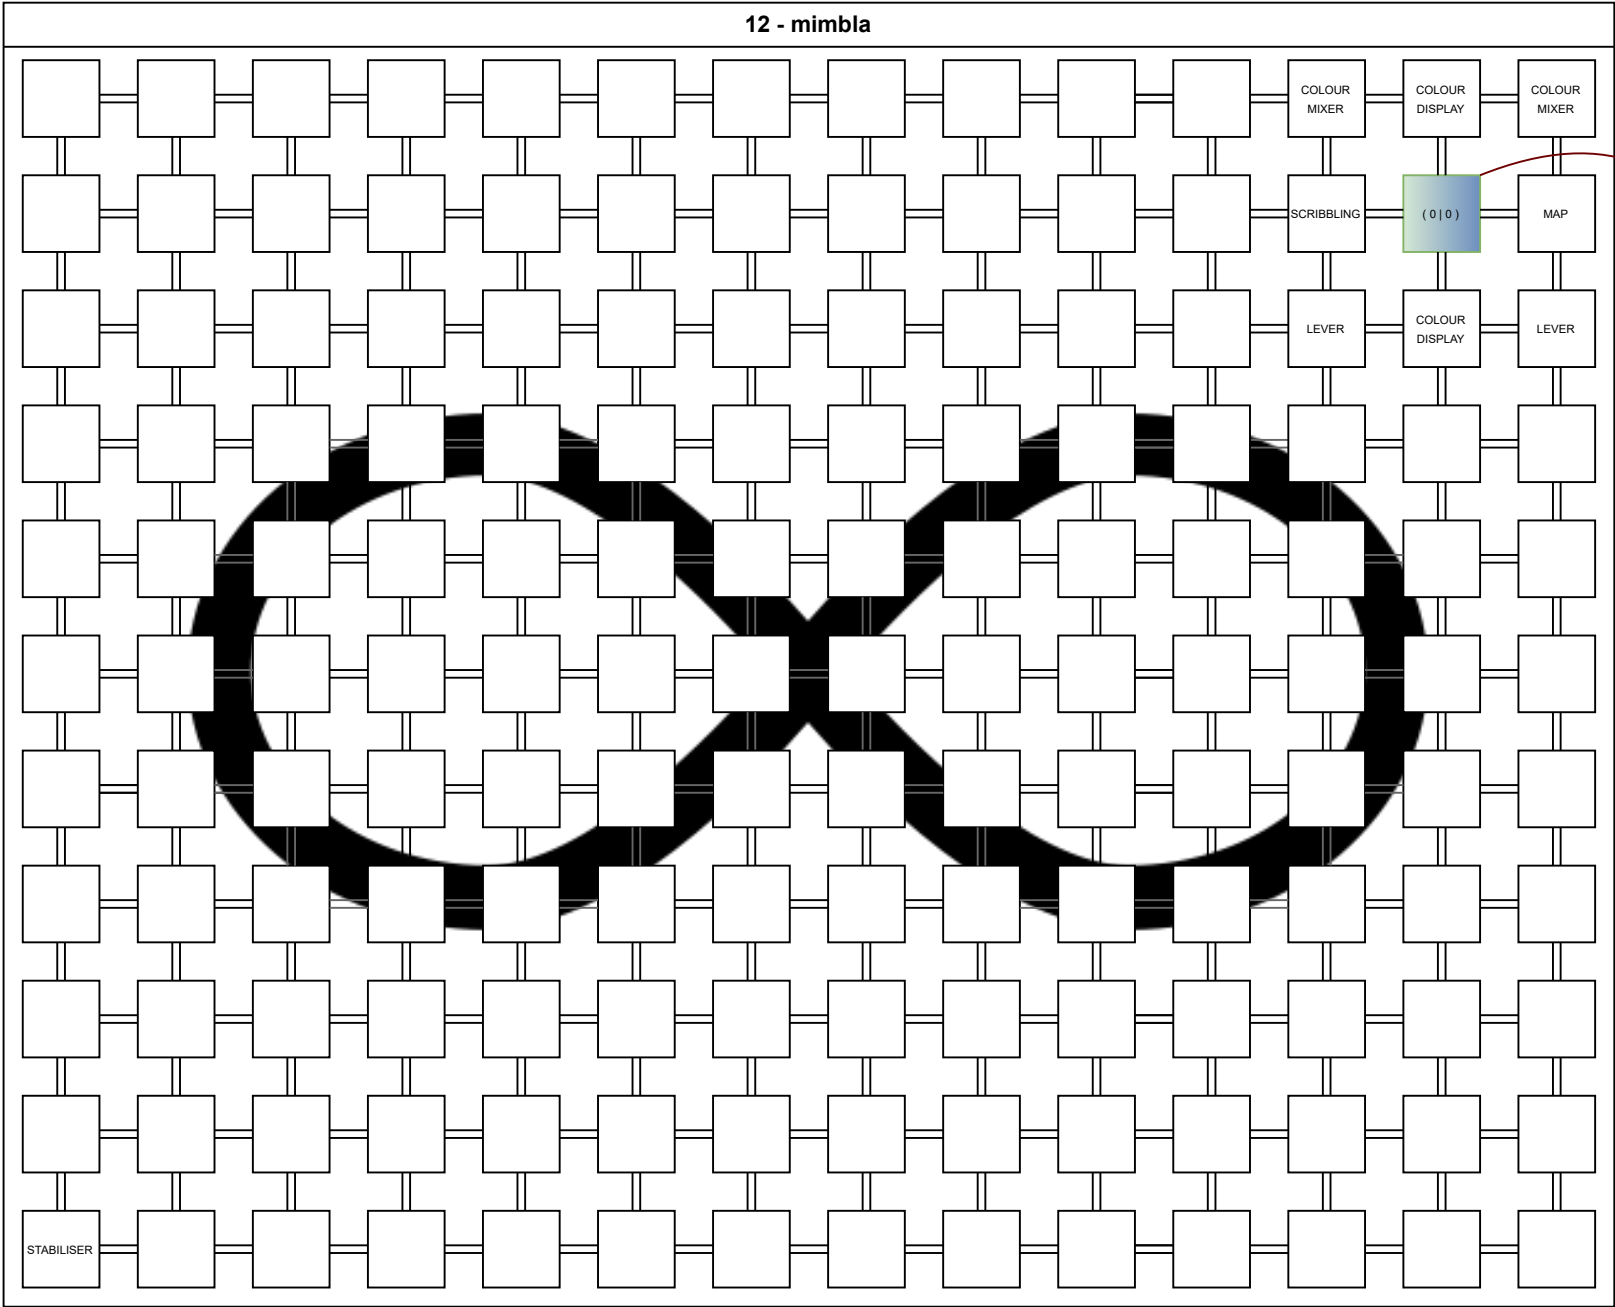 12 - mimbla
COLOUR
MIXER
COLOUR
DISPLAY
COLOUR
MIXER
SCRIBBLING
( 0 | 0 )
MAP
LEVER
COLOUR
DISPLAY
LEVER
STABILISER